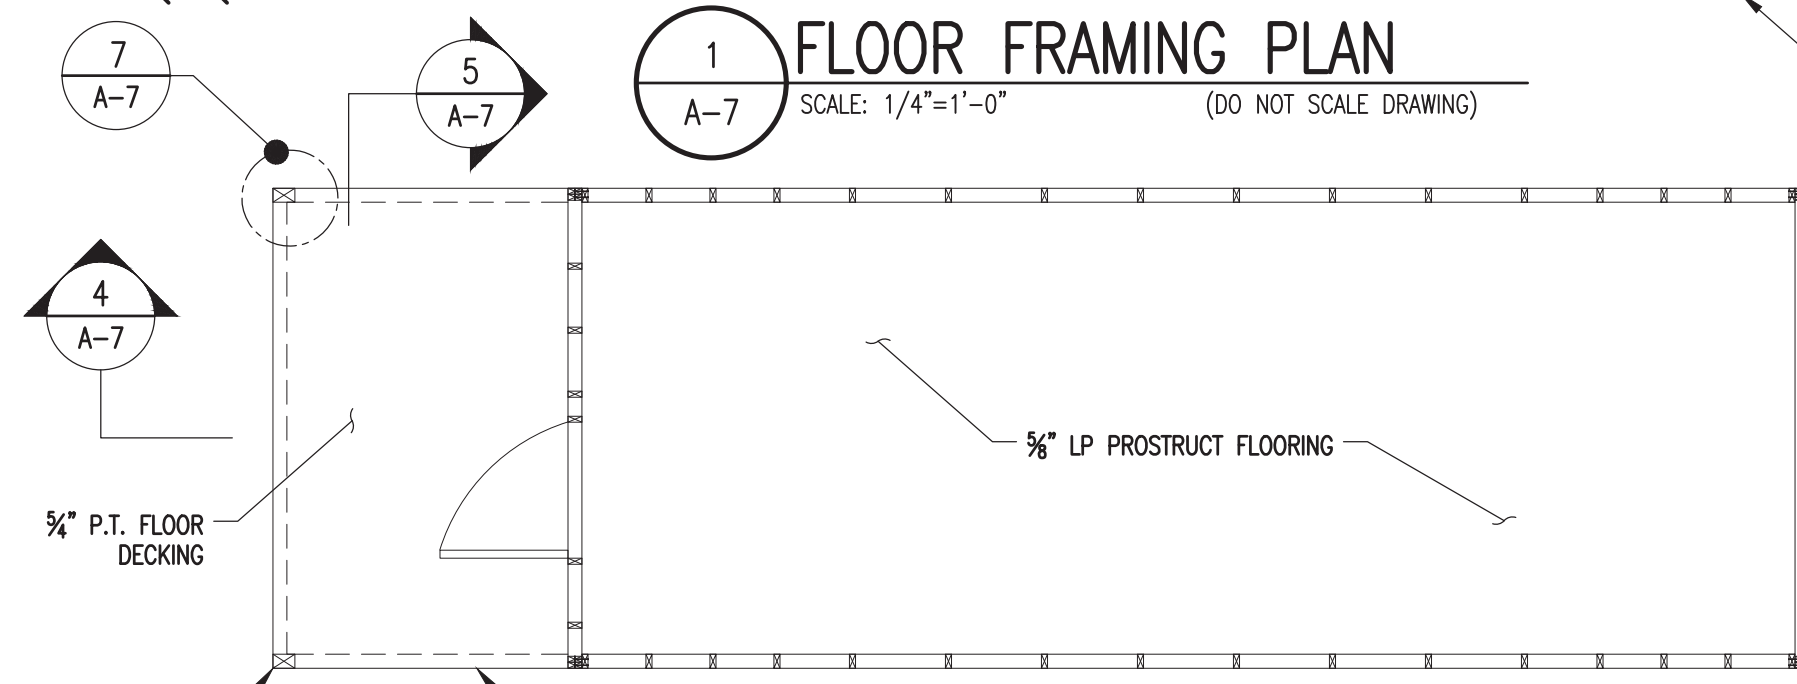 7
A-7
5
A-7
1
A-7
FLOOR FRAMING PLAN
SCALE: 1/4"=1'-0" (DO NOT SCALE DRAWING)
4
A-7
5/8" LP PROSTRUCT FLOORING
5/4" P.T. FLOOR
DECKING